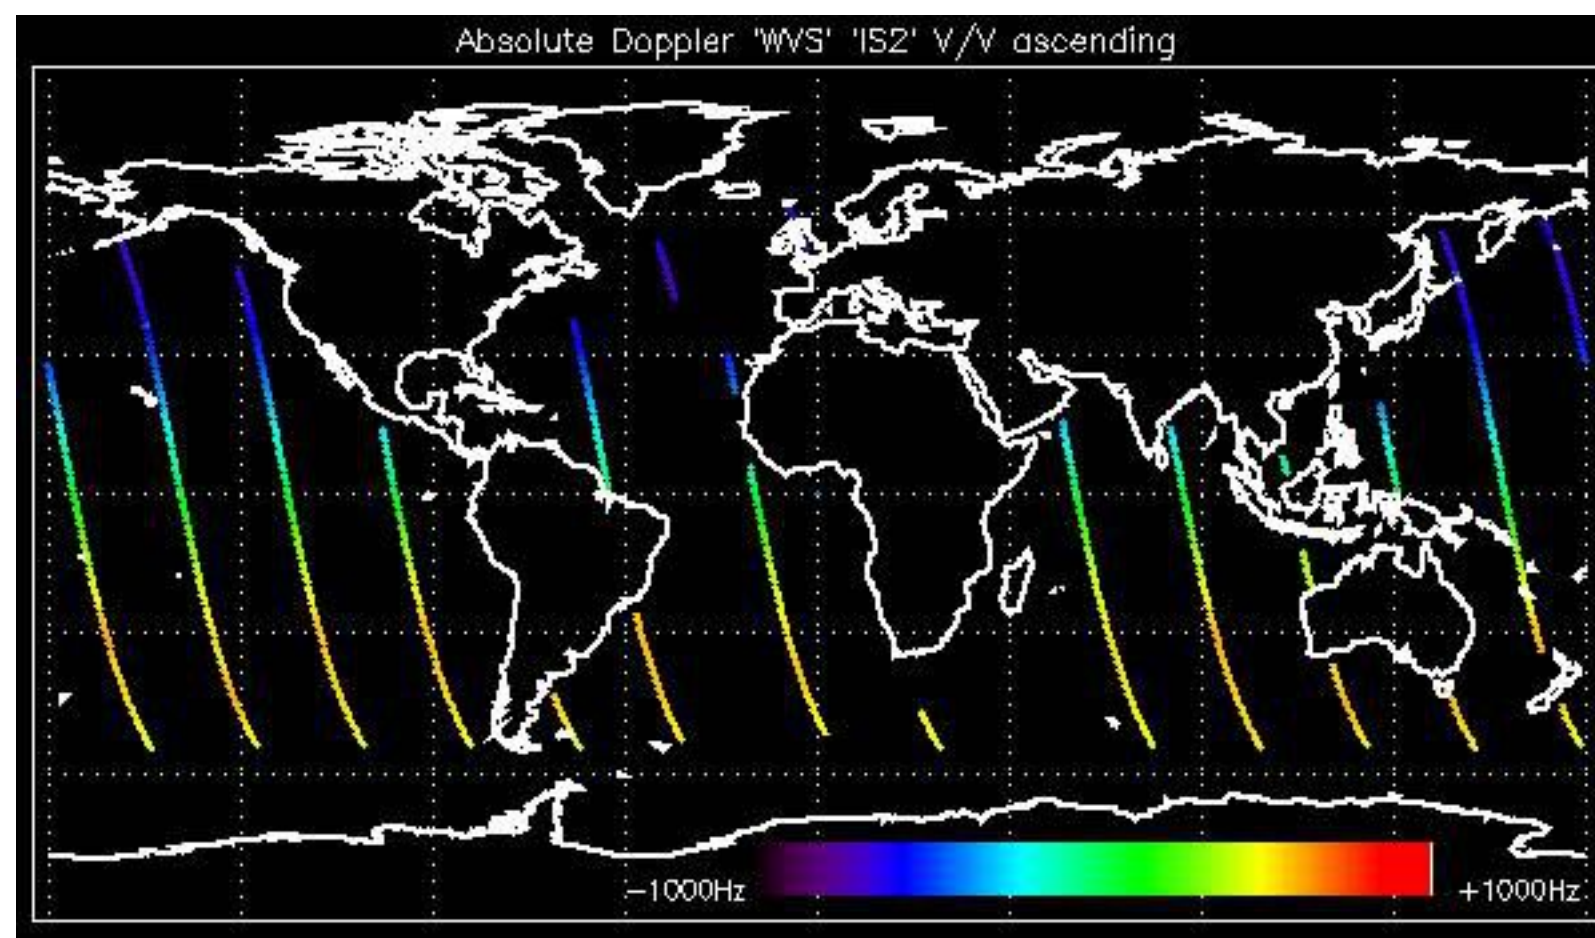 Absolute Doppler 'WVS' 'IS2' V/V ascending
−1000Hz +1000Hz